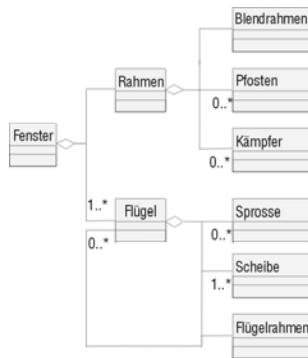 Blendrahmen
Rahmen
Pfosten
0..*
Fenster
Kämpfer
0..*
1..*
Flügel
Sprosse
0..*
0..*
Scheibe
1..*
Flügelrahmen